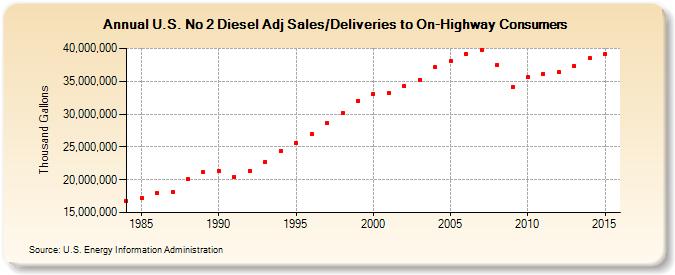 Annual U.S. No 2 Diesel Adj Sales/Deliveries to On-Highway Consumers
Thousand Gallons
40,000,000
35,000,000
30,000,000
25,000,000
20,000,000
15,000,000
1985 1990 1995 2000 2005 2010 2015
Source: U.S. Energy Information Administration